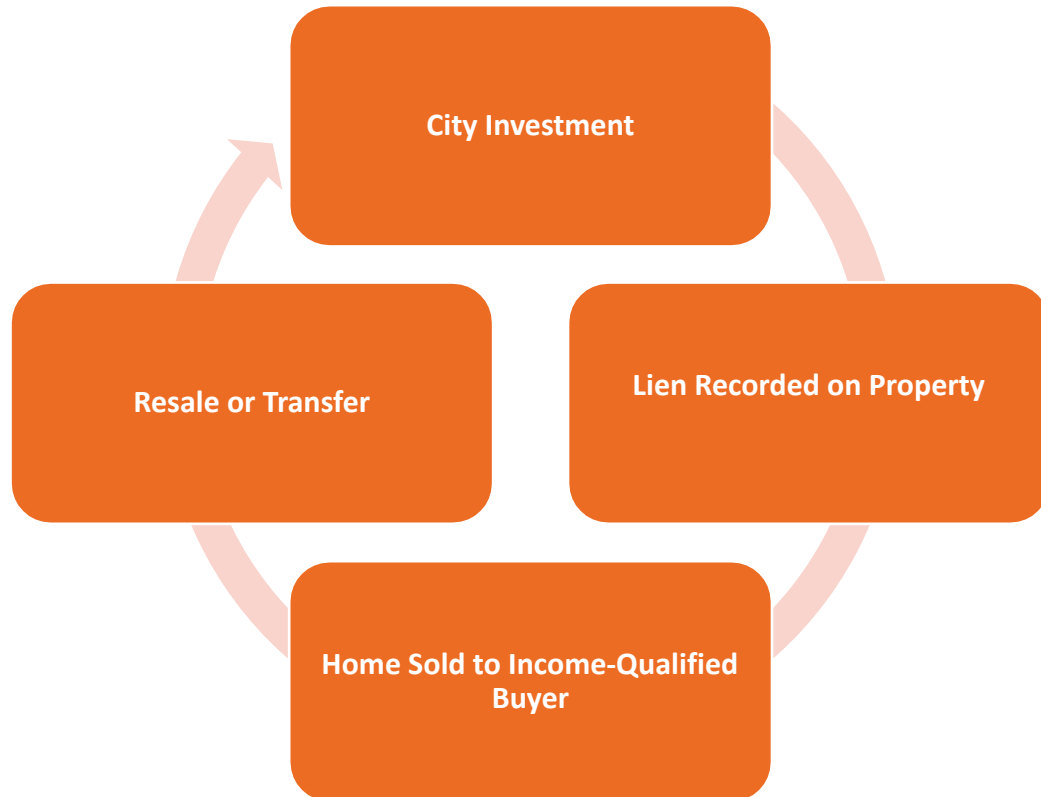 City Investment
Lien Recorded on Property
Home Sold to Income-Qualified
Buyer
Resale or Transfer